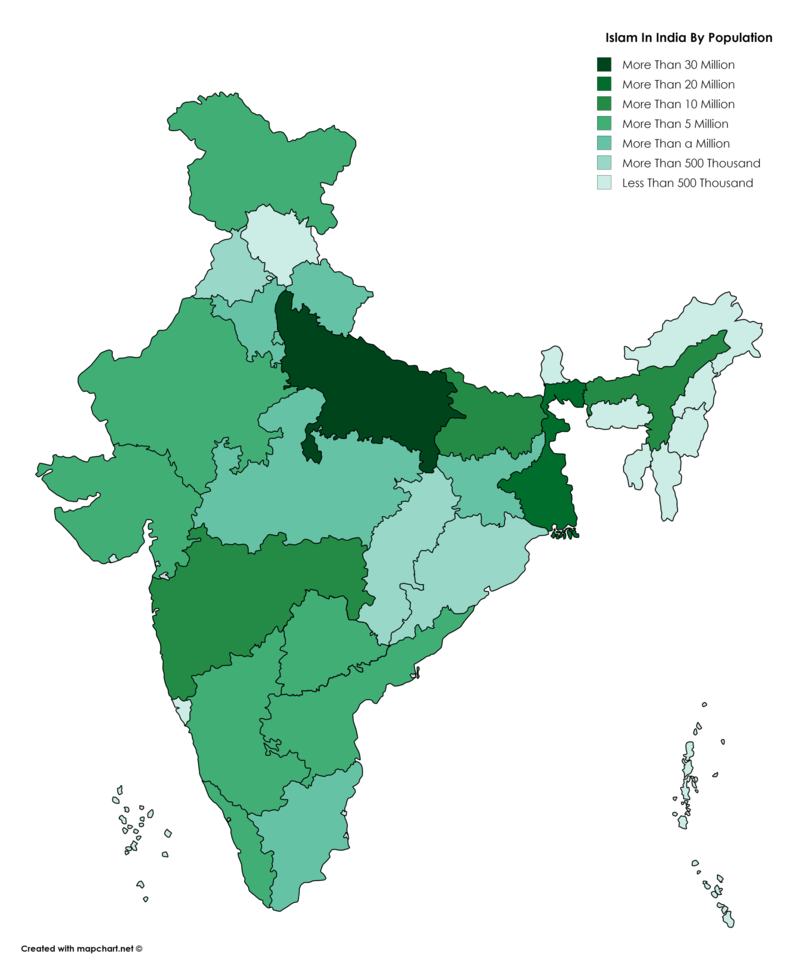 Islam In India By Population
More Than 30 Million
More Than 20 Million
More Than 10 Million
More Than 5 Million
More Than a Million
More Than 500 Thousand
Less Than 500 Thousand
Created with mapchart.net ©